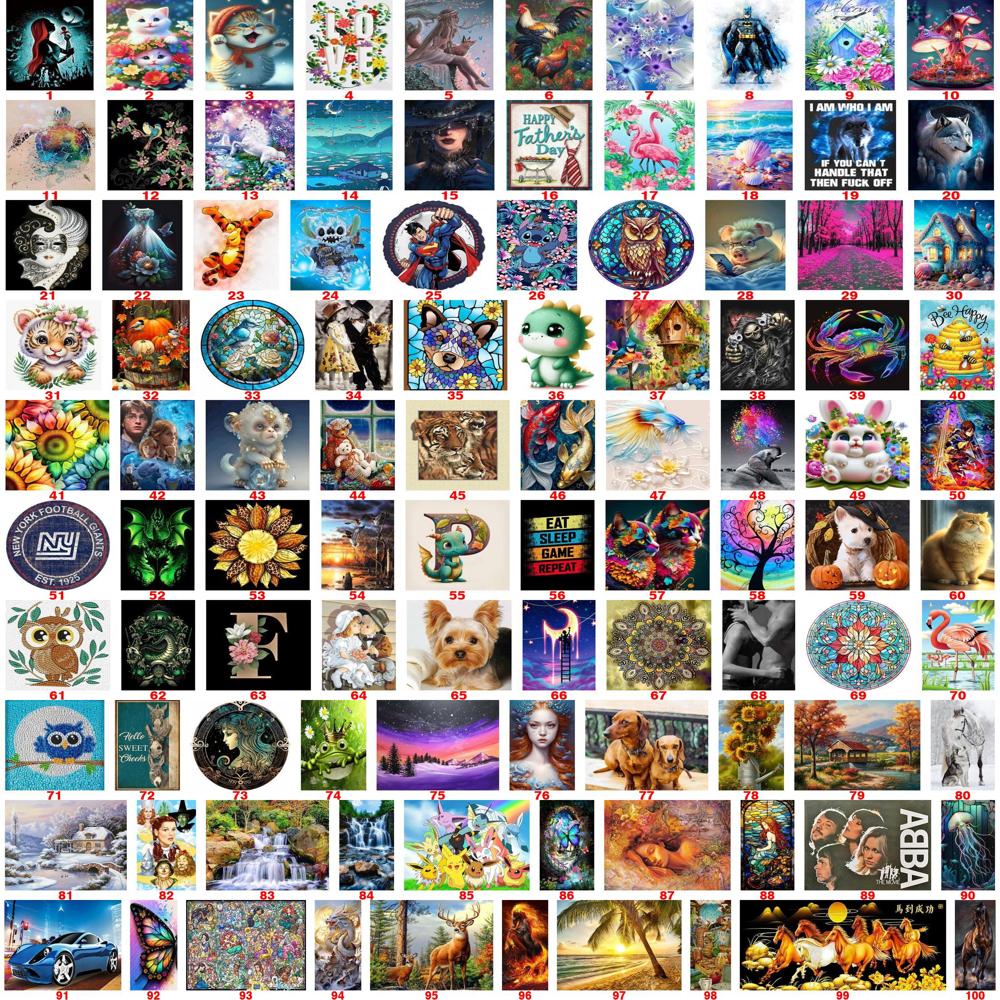 LO
VE
Welcome
1 2 3 4 5 6 7 8 9 10
HAPPY
Father's
Day
I AM WHO I AM
IF YOU CAN'T
HANDLE THAT
THEN FUCK OFF
11 12 13 14 15 16 17 18 19 20
21 22 23 24 25 26 27 28 29 30
Bee Happy
31 32 33 34 35 36 37 38 39 40
41 42 43 44 45 46 47 48 49 50
NEW YORK FOOTBALL GIANTS
NY
EST. 1925
EAT
SLEEP
GAME
REPEAT
51 52 53 54 55 56 57 58 59 60
F
61 62 63 64 65 66 67 68 69 70
Hello
SWEET
Cheeks
71 72 73 74 75 76 77 78 79 80
ABBA
THE MOVIE
81 82 83 84 85 86 87 88 89 90
馬到成功
91 92 93 94 95 96 97 98 99 100